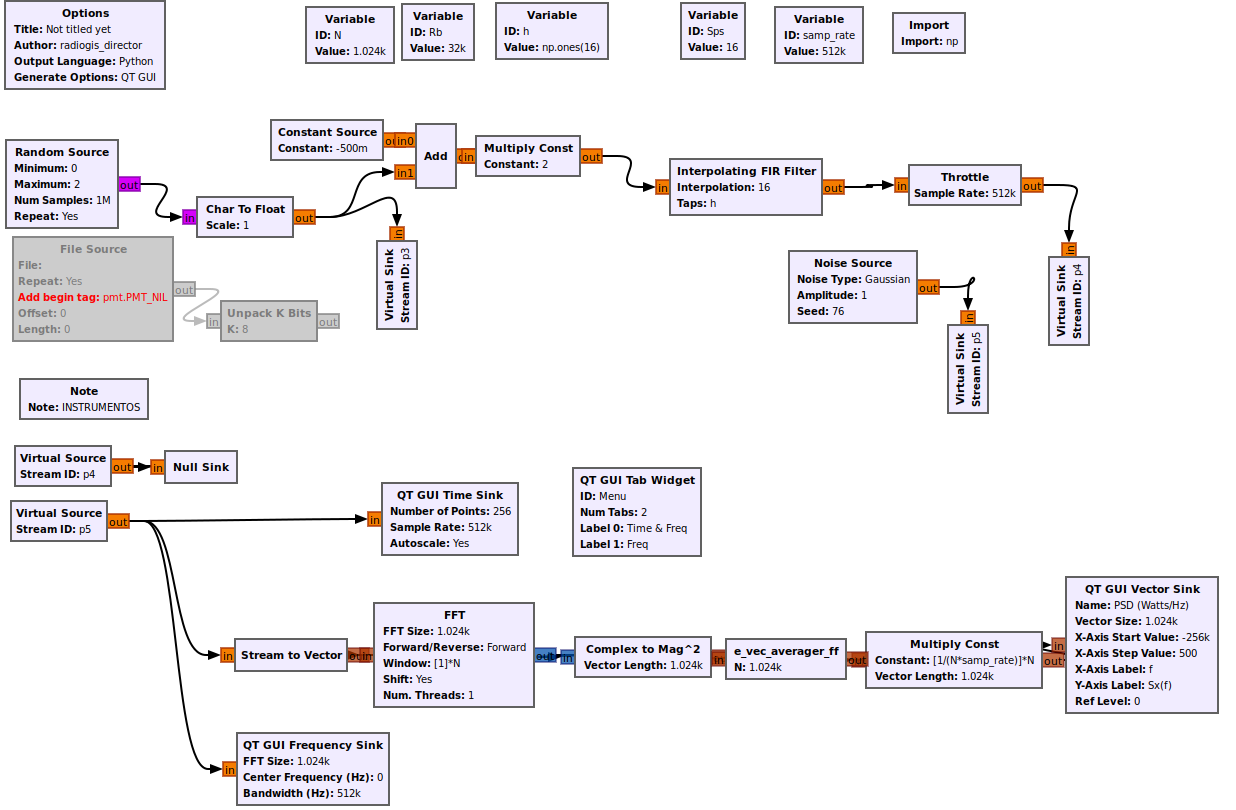 Options
Title: Not titled yet
Author: radiogis_director
Output Language: Python
Generate Options: QT GUI
Variable
ID: N
Value: 1.024k
Variable
ID: Rb
Value: 32k
Variable
ID: h
Value: np.ones(16)
Variable
ID: Sps
Value: 16
Variable
ID: samp_rate
Value: 512k
Import
Import: np
Random Source
Minimum: 0
Maximum: 2
Num Samples: 1M
Repeat: Yes
out
in
Char To Float
Scale: 1
out
Constant Source
Constant: -500m
in0
in1
Add
in
Multiply Const
Constant: 2
out
in
Interpolating FIR Filter
Interpolation: 16
Taps: h
out
in
Throttle
Sample Rate: 512k
out
in
Virtual Sink
Stream ID: p4
in
Virtual Sink
Stream ID: p3
File Source
File:
Repeat: Yes
Add begin tag: pmt.PMT_NIL
Offset: 0
Length: 0
out
in
Unpack K Bits
K: 8
out
Noise Source
Noise Type: Gaussian
Amplitude: 1
Seed: 76
out
in
Virtual Sink
Stream ID: p5
Note
Note: INSTRUMENTOS
Virtual Source
Stream ID: p4
out
in
Null Sink
Virtual Source
Stream ID: p5
out
in
QT GUI Time Sink
Number of Points: 256
Sample Rate: 512k
Autoscale: Yes
QT GUI Tab Widget
ID: Menu
Num Tabs: 2
Label 0: Time & Freq
Label 1: Freq
in
Stream to Vector
FFT
FFT Size: 1.024k
Forward/Reverse: Forward
Window: [1]*N
Shift: Yes
Num. Threads: 1
out
in
Complex to Mag^2
Vector Length: 1.024k
in
e_vec_averager_ff
N: 1.024k
out
Multiply Const
Constant: [1/(N*samp_rate)]*N
Vector Length: 1.024k
out
in
QT GUI Vector Sink
Name: PSD (Watts/Hz)
Vector Size: 1.024k
X-Axis Start Value: -256k
X-Axis Step Value: 500
X-Axis Label: f
Y-Axis Label: Sx(f)
Ref Level: 0
in
QT GUI Frequency Sink
FFT Size: 1.024k
Center Frequency (Hz): 0
Bandwidth (Hz): 512k